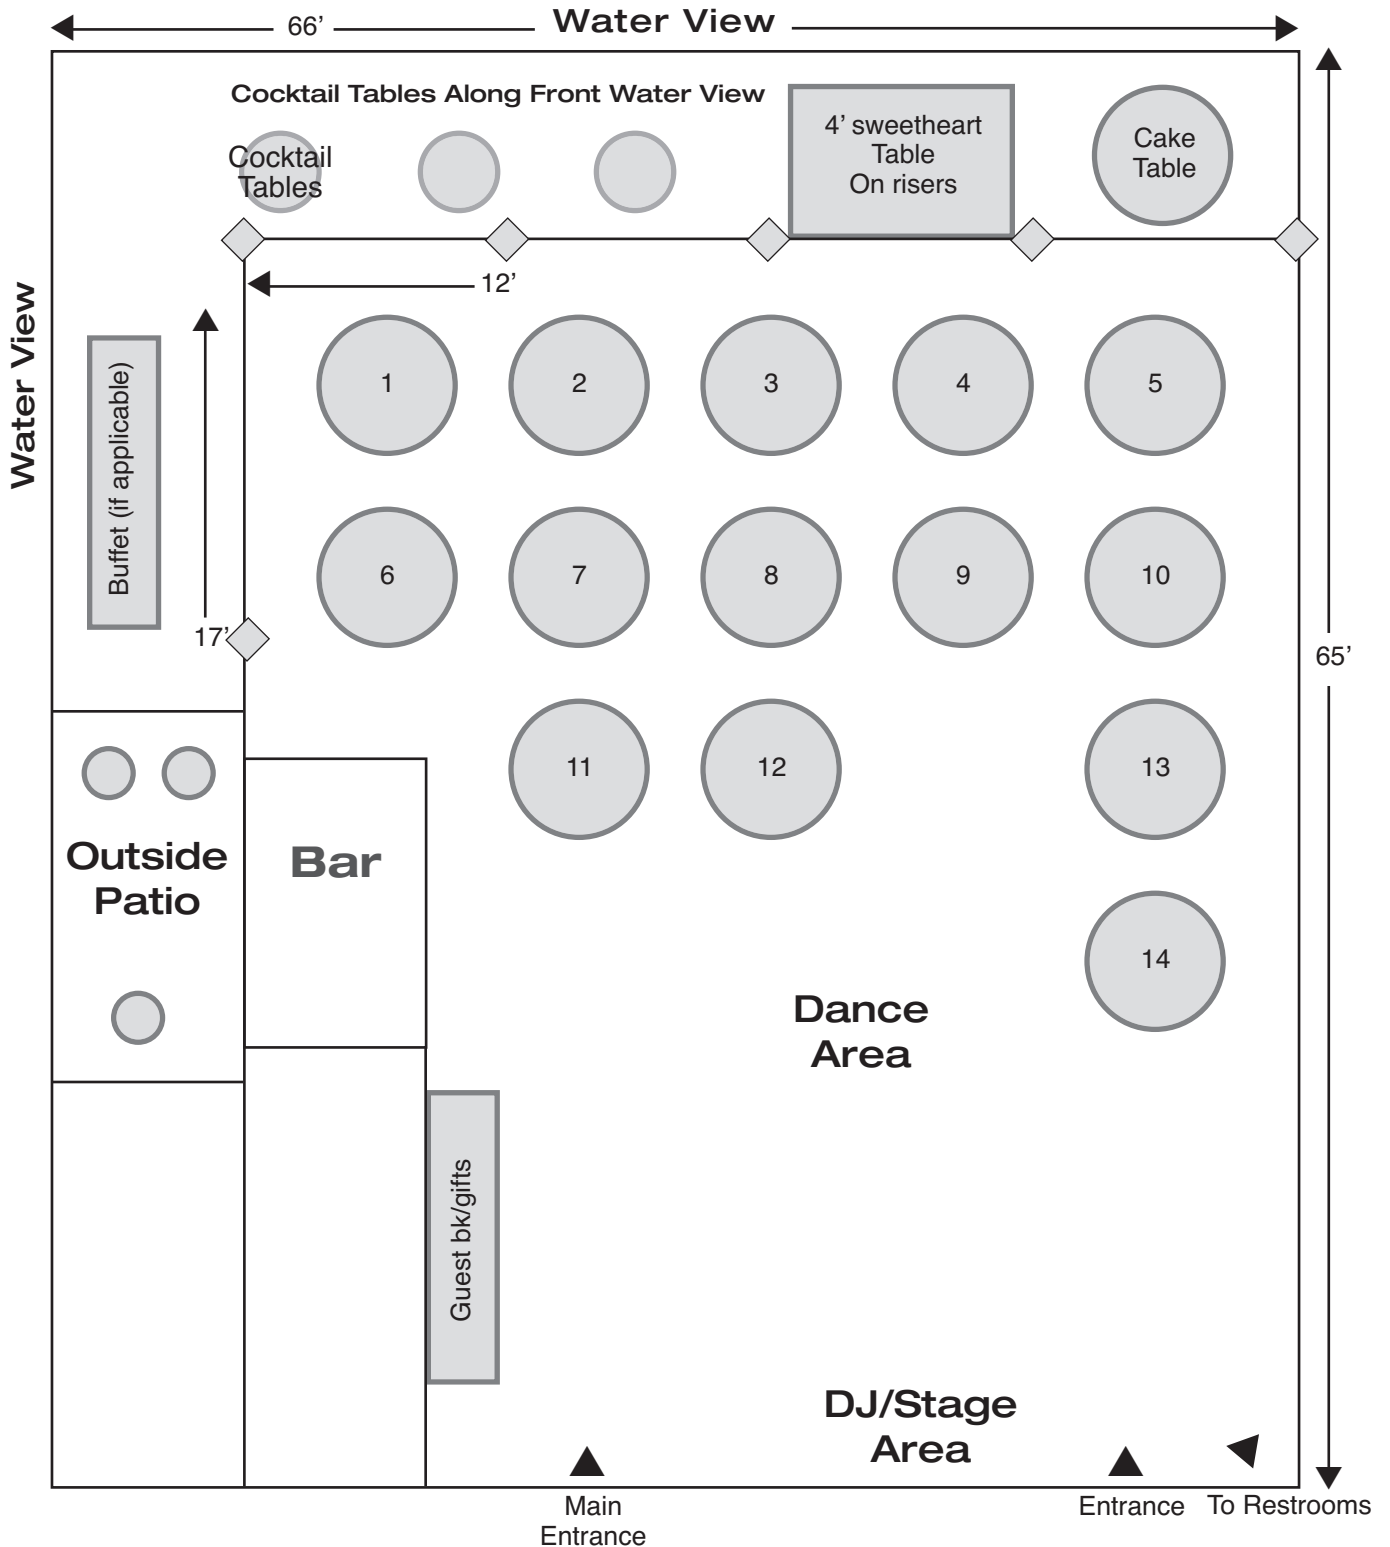 66’
Water View
Cocktail Tables Along Front Water View
Cocktail
Tables
4’ sweetheart
Table
On risers
Cake
Table
12’
Water View
Buffet (if applicable)
17’
1
2
3
4
5
6
7
8
9
10
65’
11
12
13
Outside
Patio
Bar
14
Dance
Area
Guest bk/gifts
DJ/Stage
Area
Main
Entrance
Entrance
To Restrooms